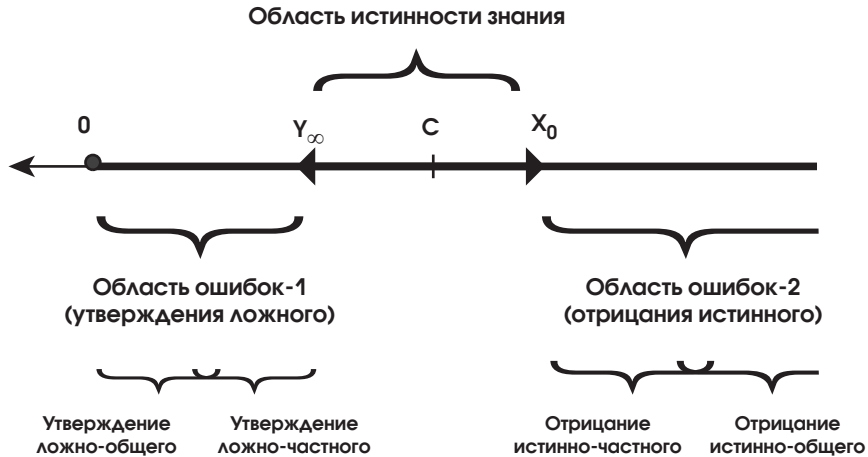 Область истинности знания
0 Y∞ C X0
Область ошибок-1 Область ошибок-2
(утверждения ложного) (отрицания истинного)
Утверждение Утверждение Отрицание Отрицание
ложно-общего ложно-частного истинно-частного истинно-общего